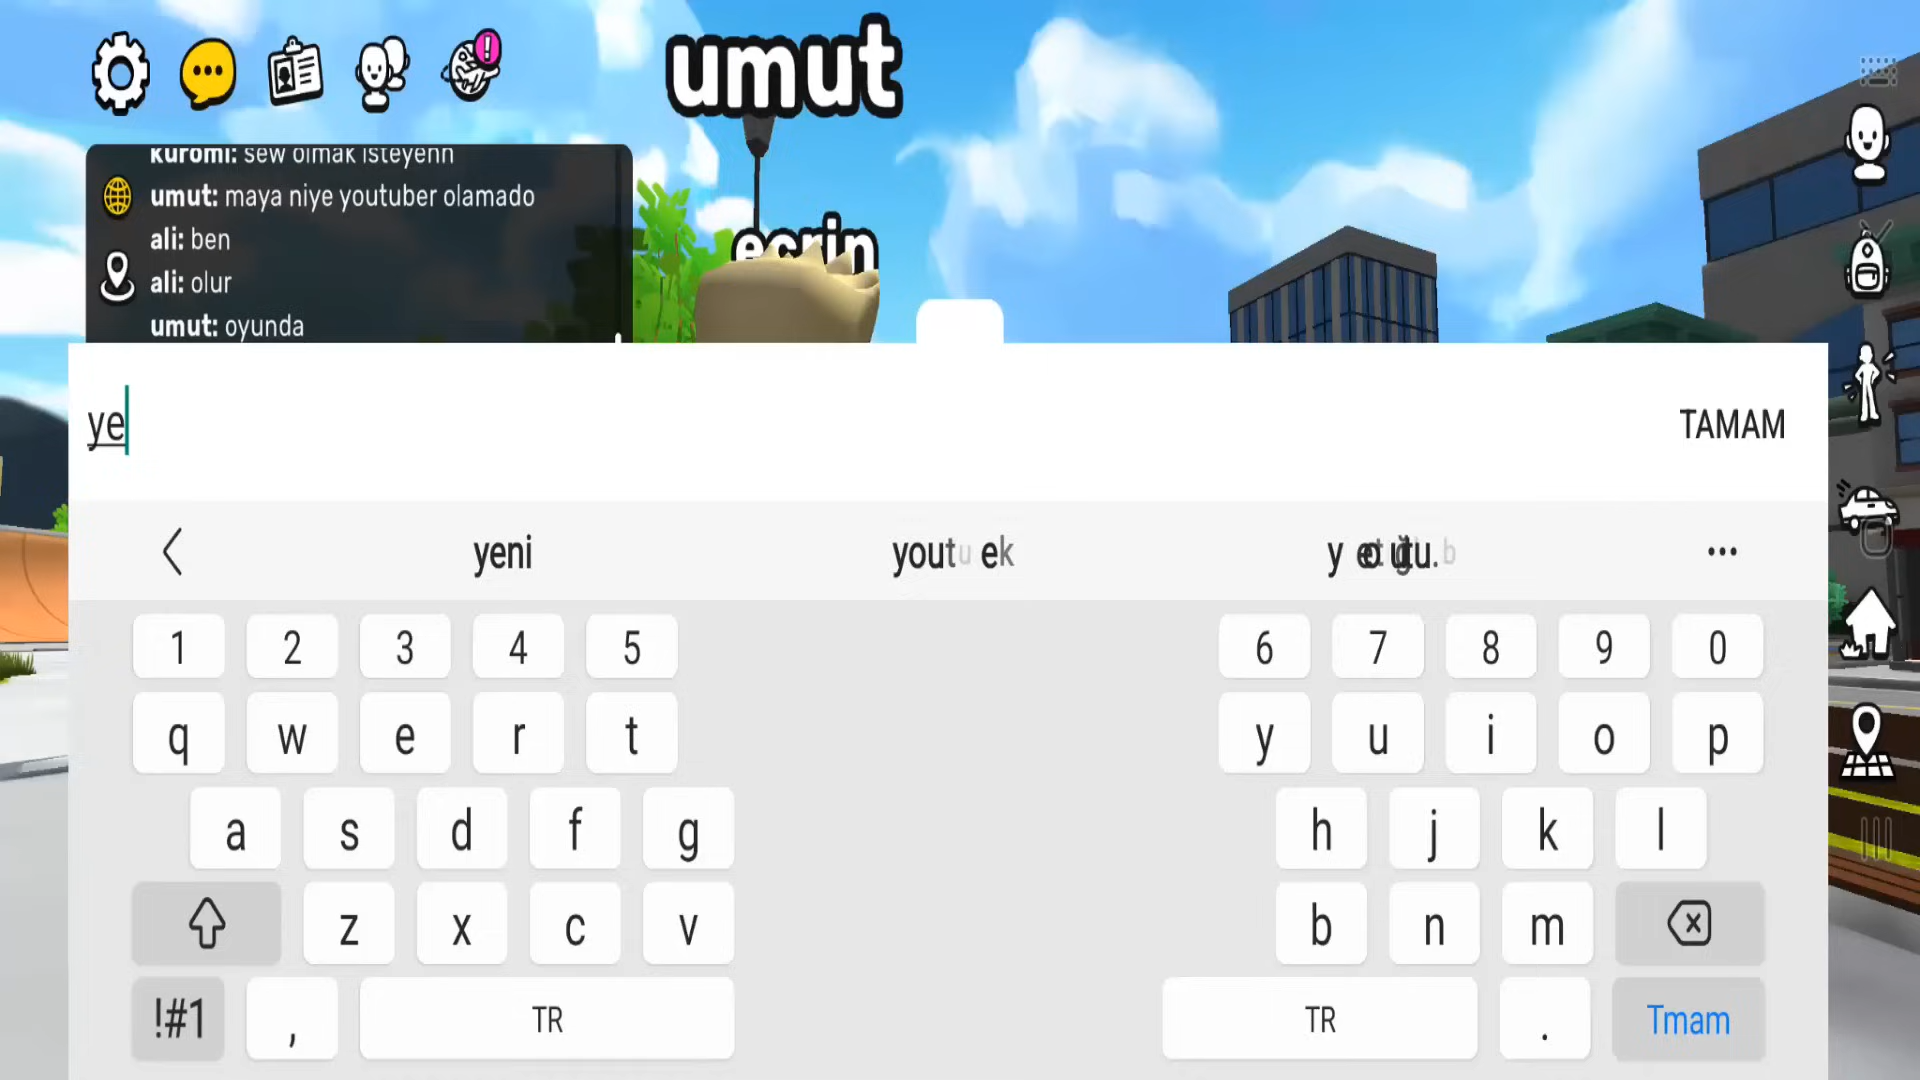 umut
kuromi: sew olmak isteyenn
umut: maya niye youtuber olamado
ali: ben
ecrin
ali: olur
umut: oyunda
ye
TAMAM
yeni
1 2 3 4 5 6 7 8 9 0
q w e r t y u i o p
a s d f g h j k l
z x c v b n m
!#1 , TR TR . Tmam